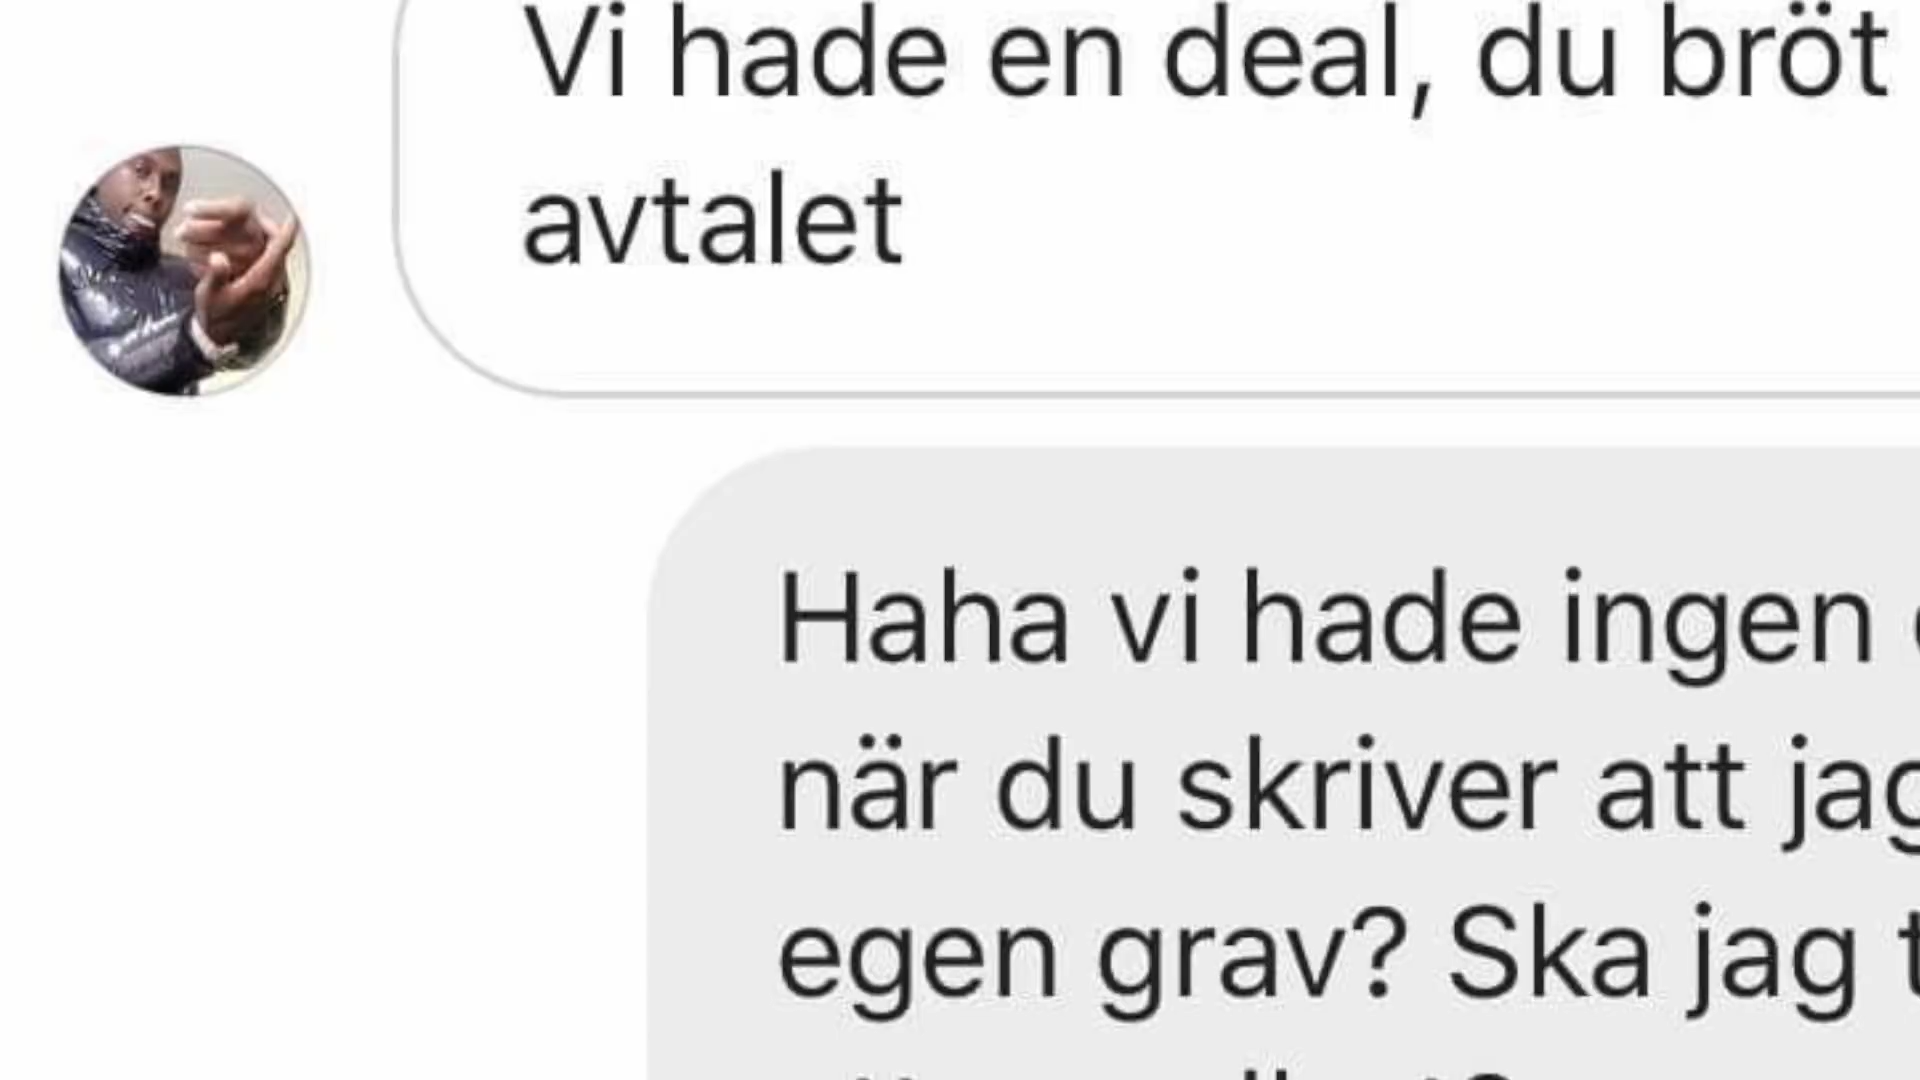 Vi hade en deal, du bröt
avtalet
Haha vi hade ingen
när du skriver att jag
egen grav? Ska jag